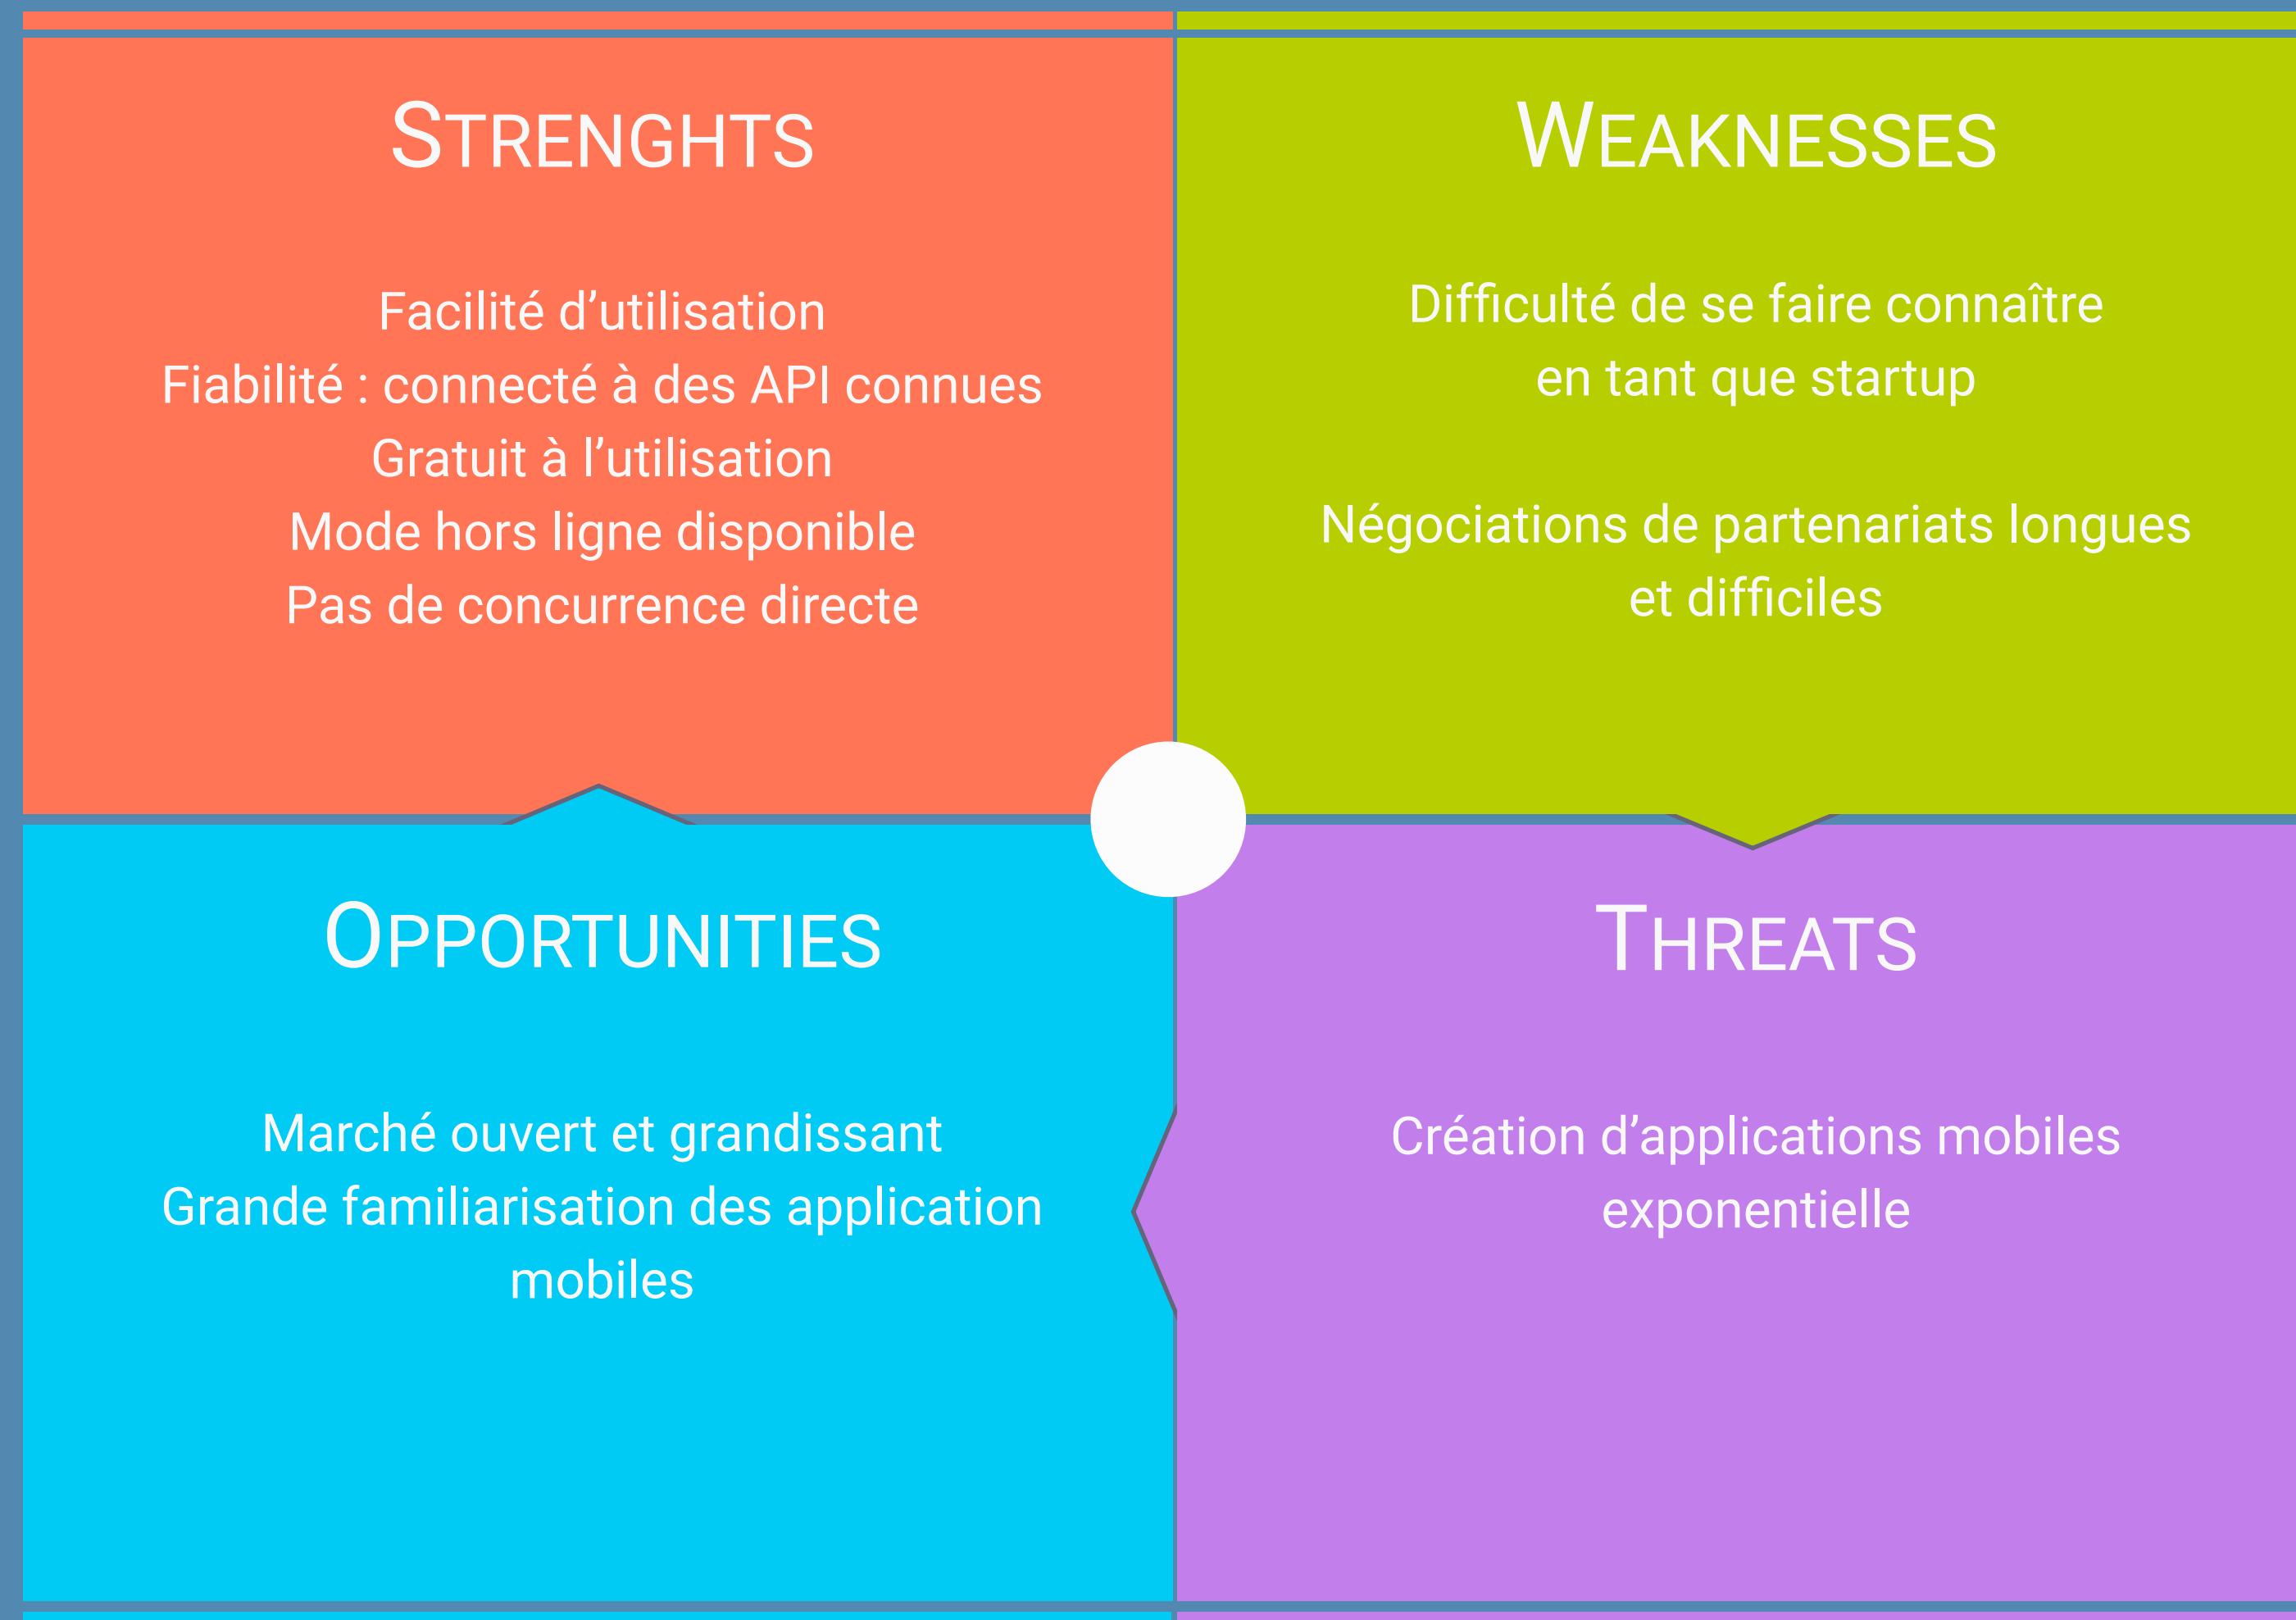 STRENGHTS
Facilité d’utilisation
Fiabilité : connecté à des API connues
Gratuit à l’utilisation
Mode hors ligne disponible
Pas de concurrence directe
WEAKNESSES
Difficulté de se faire connaître
en tant que startup
Négociations de partenariats longues
et difficiles
OPPORTUNITIES
Marché ouvert et grandissant
Grande familiarisation des application
mobiles
THREATS
Création d’applications mobiles
exponentielle